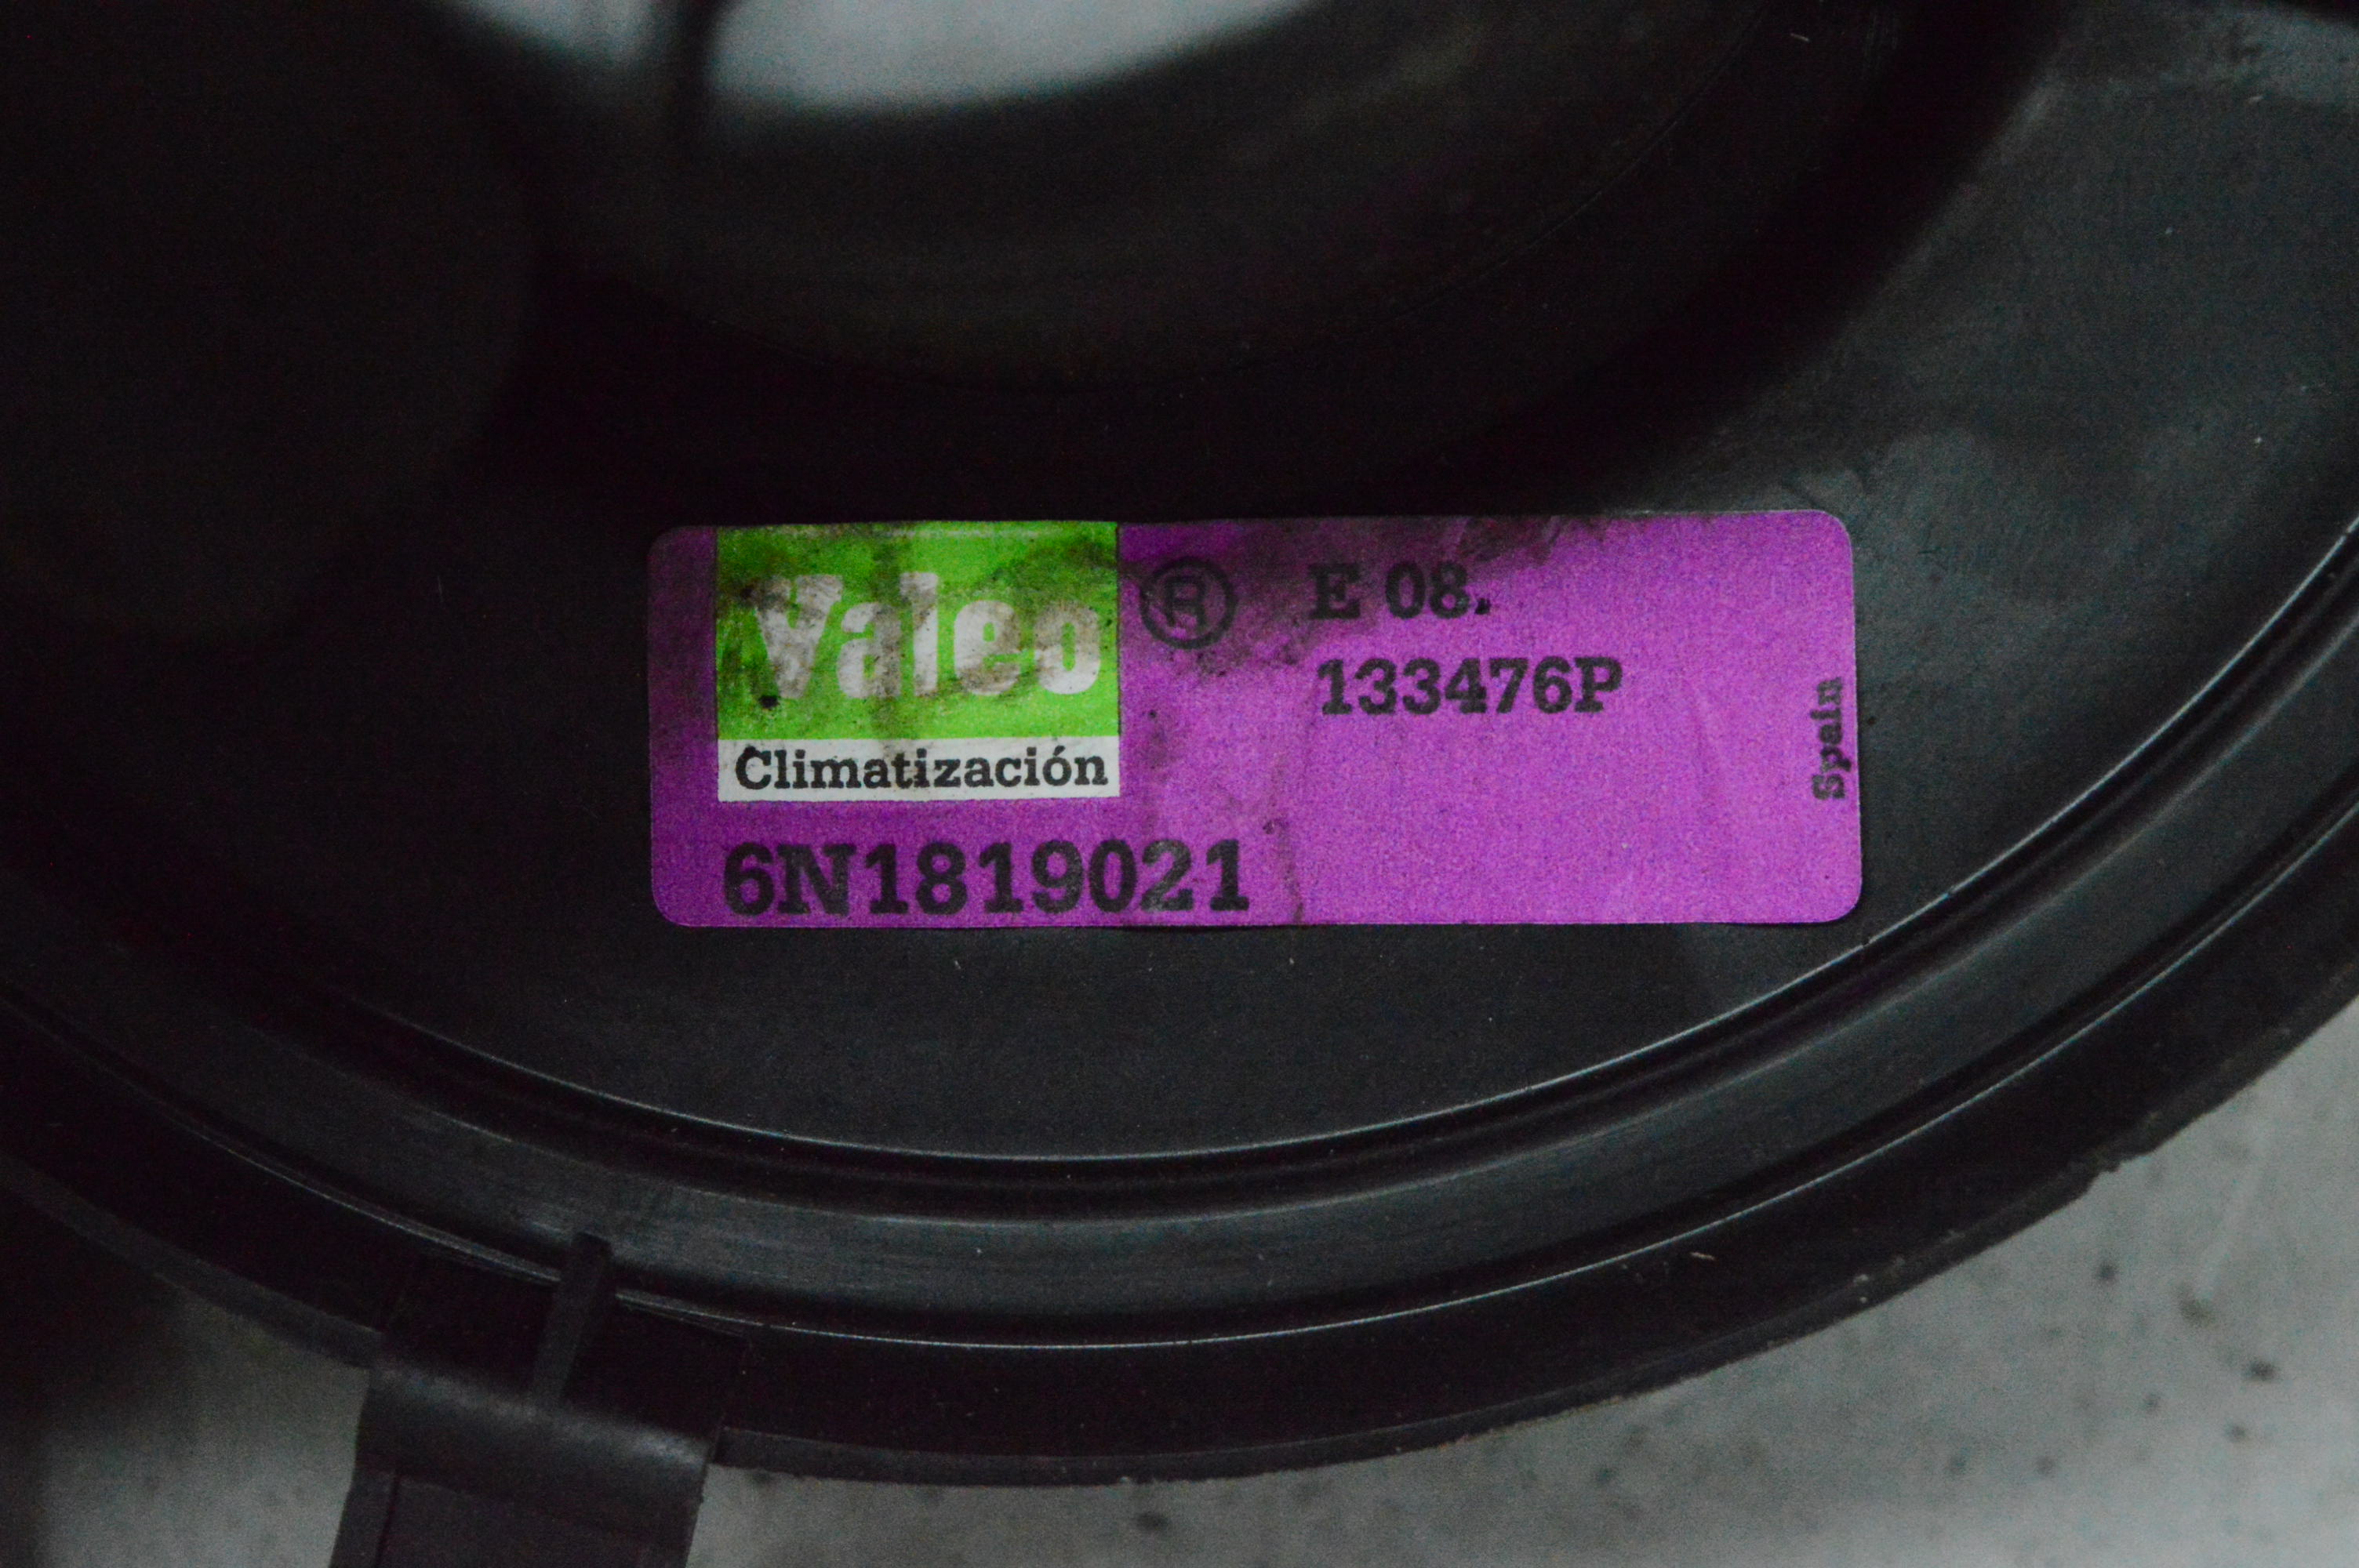 Valeo ® E 08.
133476P
Climatización
6N1819021
Spain